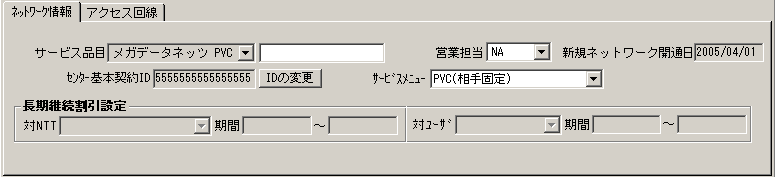 ﾈｯﾄﾜｰｸ情報 アクセス回線
サービス品目 メガデータネッツ PVC 営業担当 NA 新規ネットワーク開通日 2005/04/01
ｾﾝﾀｰ基本契約ID 5555555555555555 IDの変更 ｻｰﾋﾞｽﾒﾆｭｰ PVC(相手固定)
長期継続割引設定
対NTT 期間 ～ 対ﾕｰｻﾞ 期間 ～